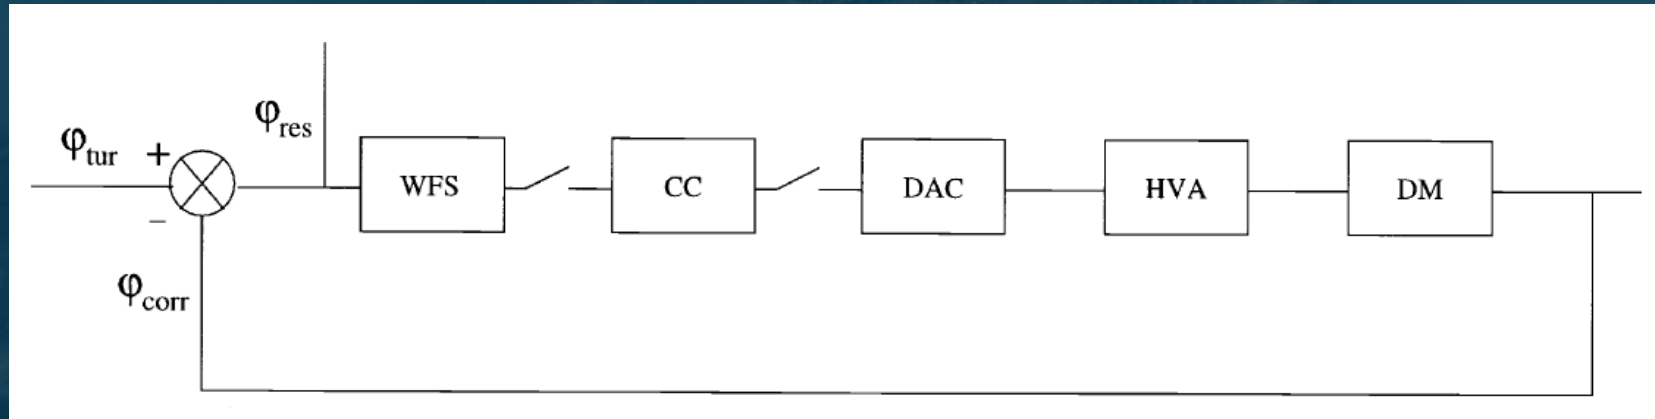 φtur
+
−
φres
φcorr
WFS
CC
DAC
HVA
DM